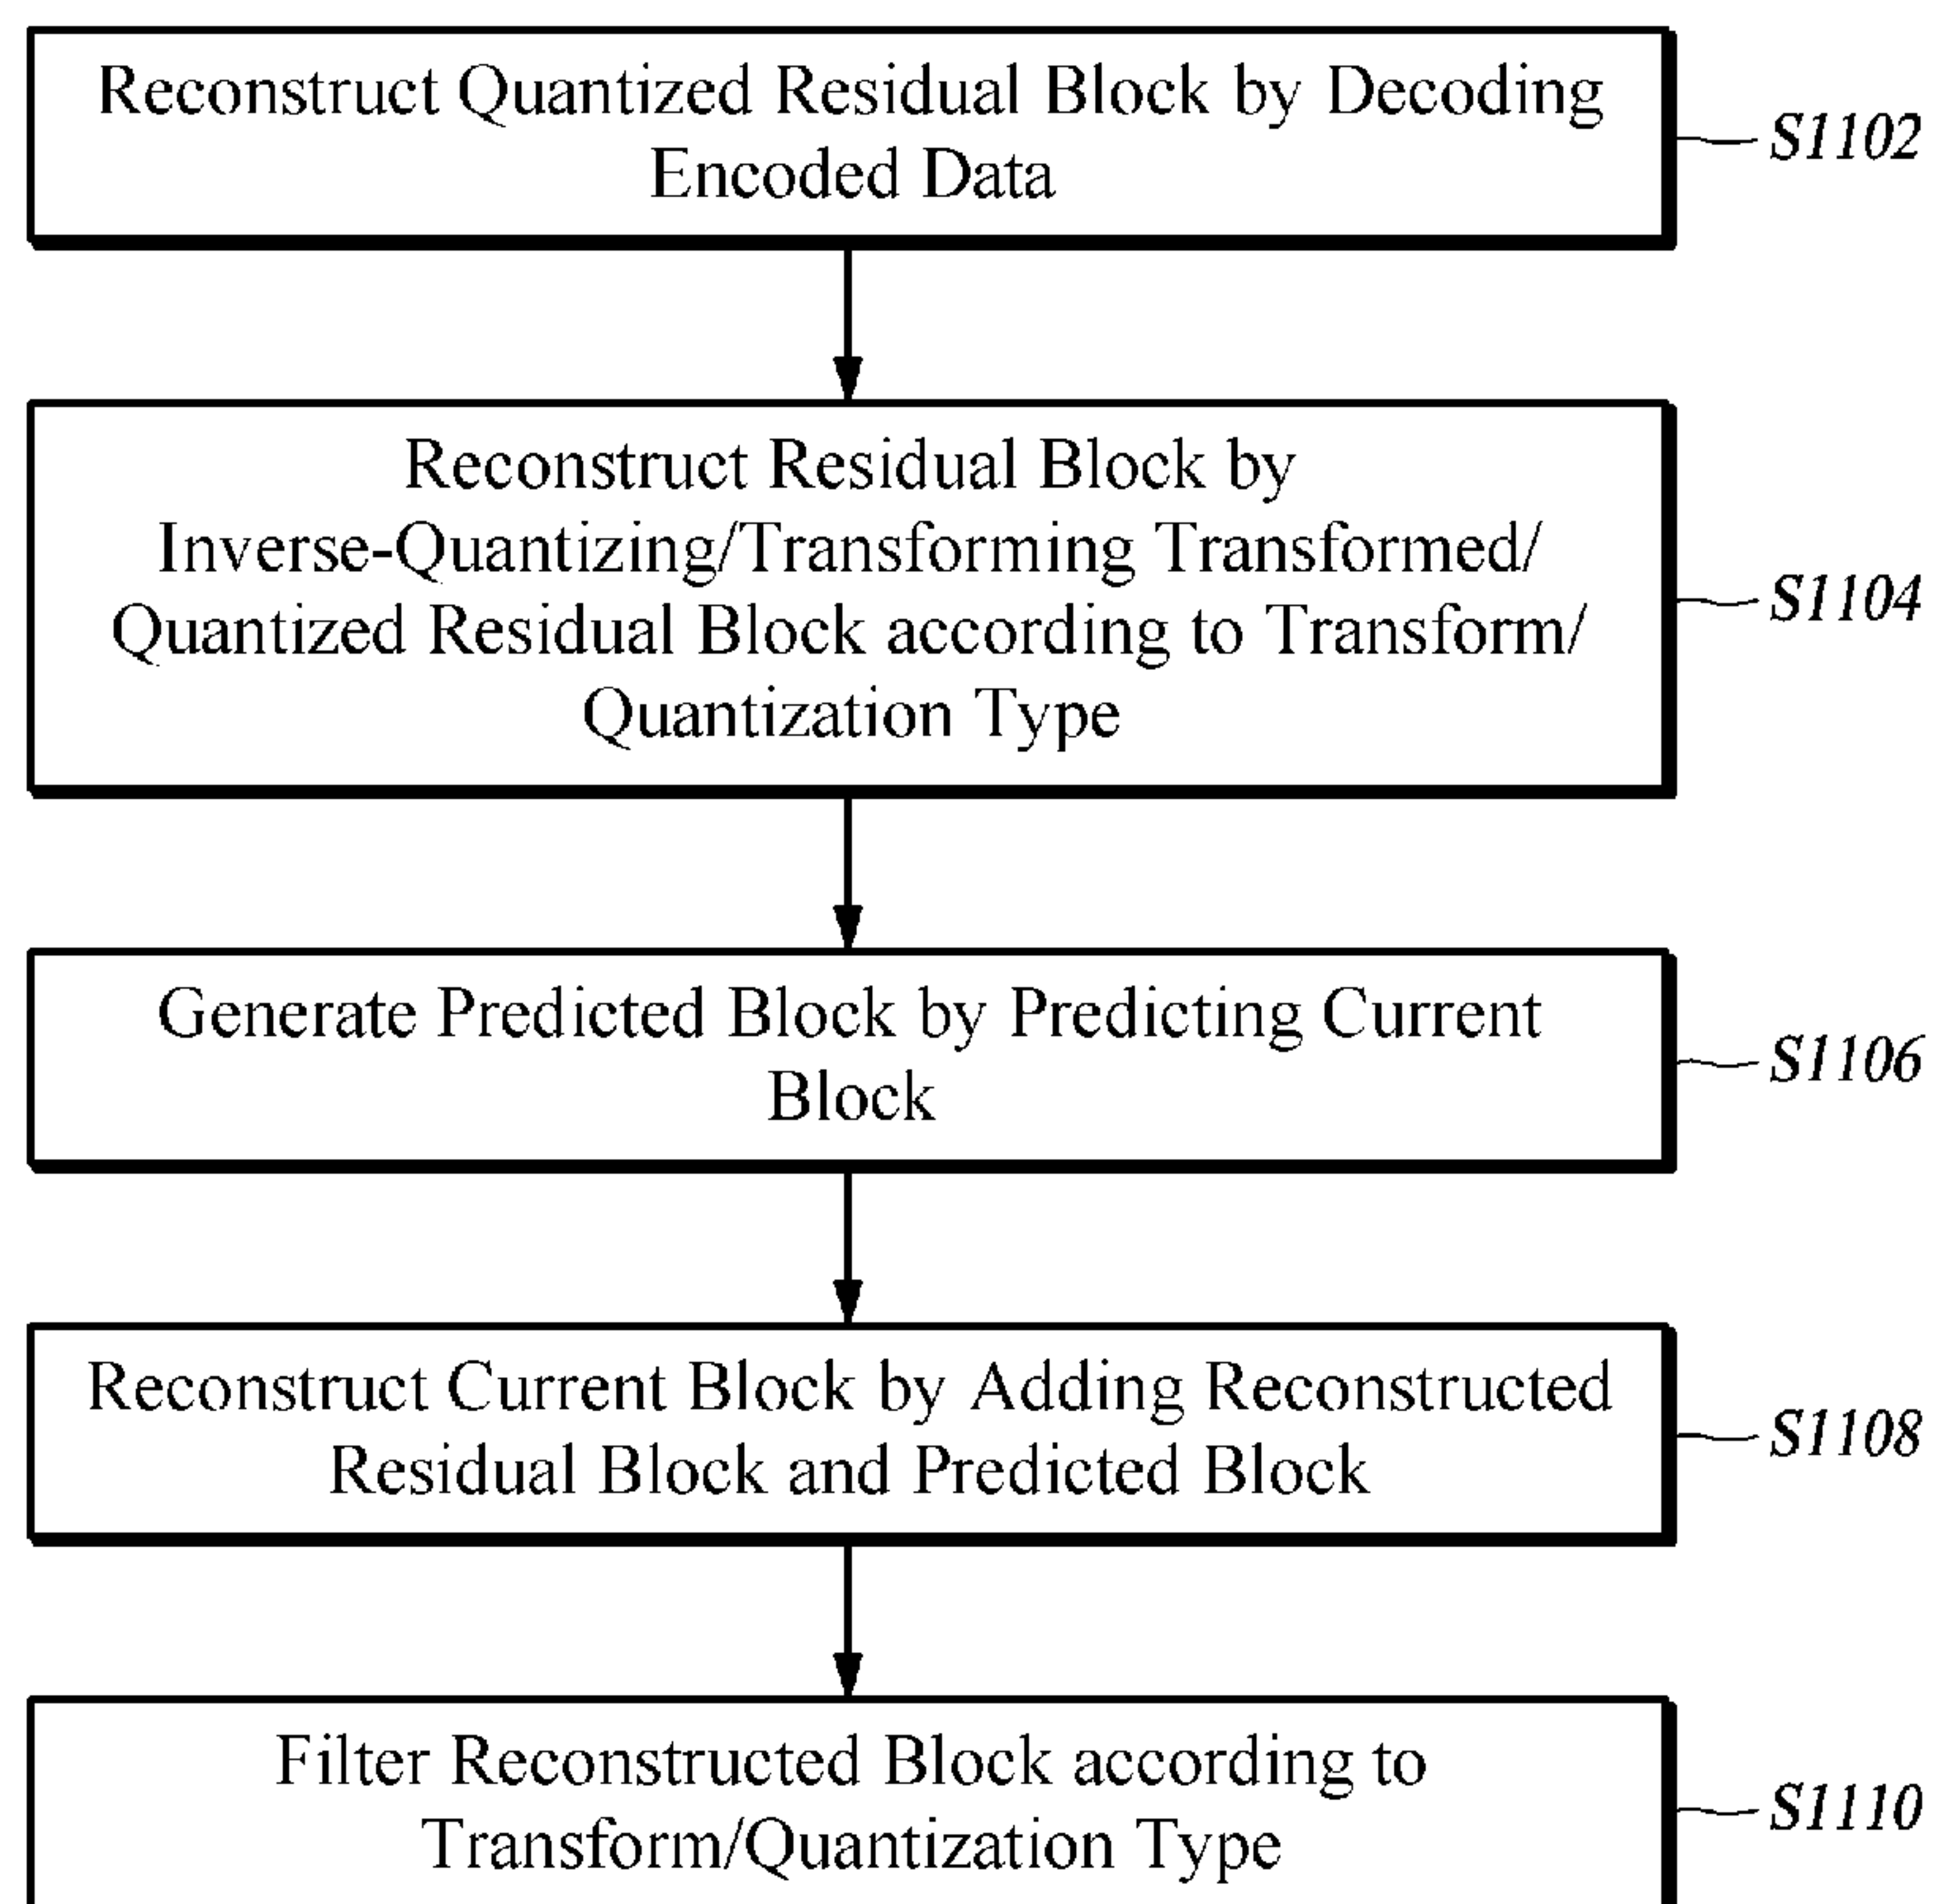 Reconstruct Quantized Residual Block by Decoding
Encoded Data
S1102
Reconstruct Residual Block by
Inverse-Quantizing/Transforming Transformed/
Quantized Residual Block according to Transform/
Quantization Type
S1104
Generate Predicted Block by Predicting Current
Block
S1106
Reconstruct Current Block by Adding Reconstructed
Residual Block and Predicted Block
S1108
Filter Reconstructed Block according to
Transform/Quantization Type
S1110